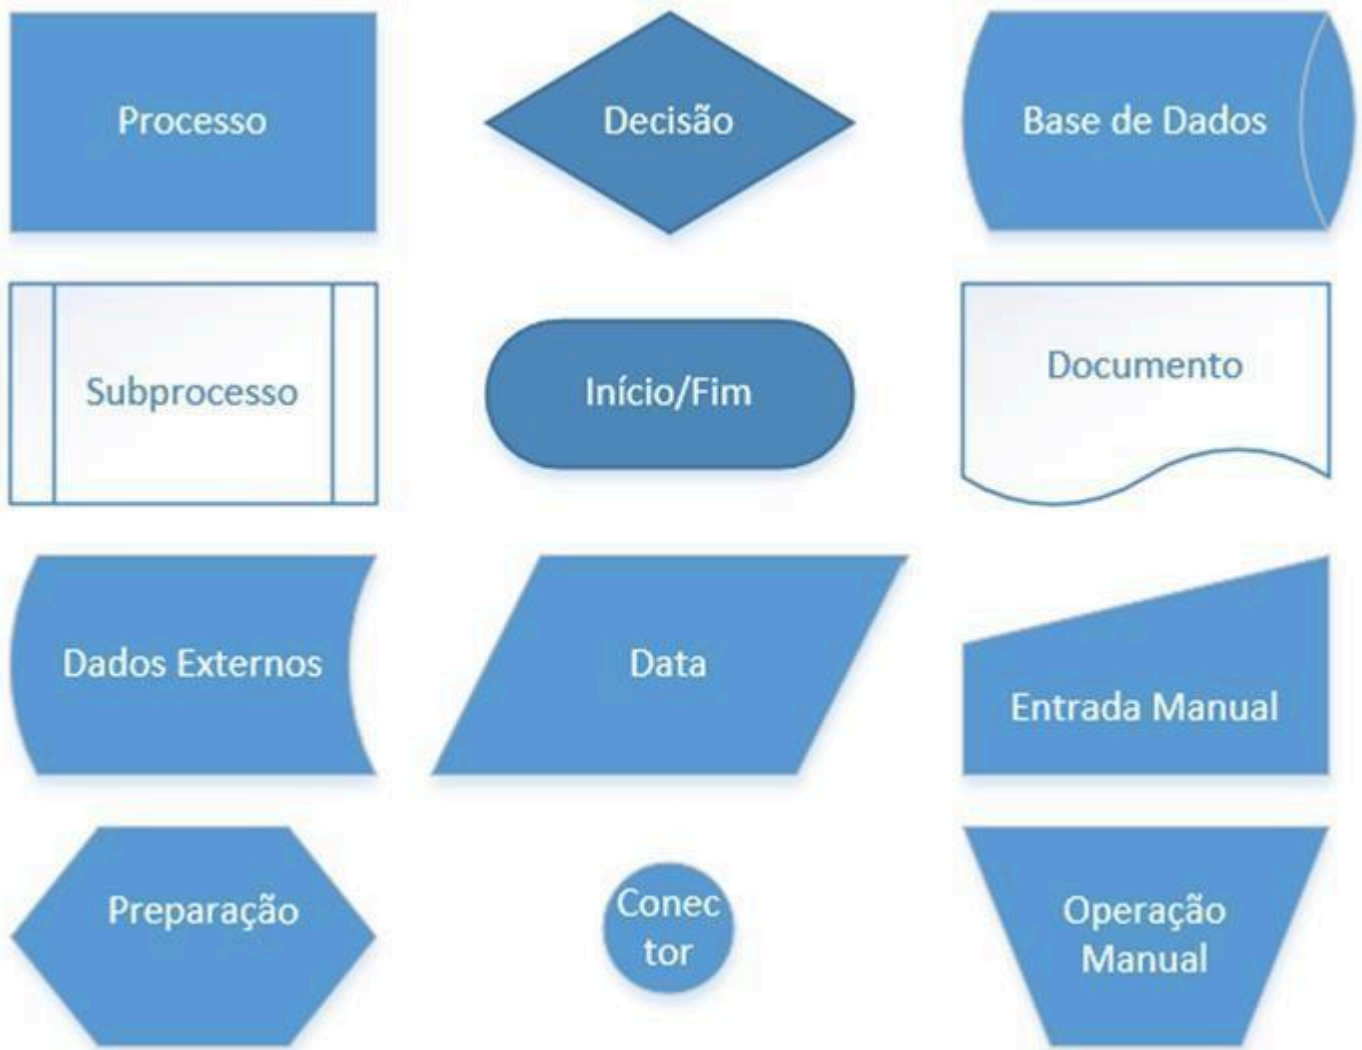 Processo
Decisão
Base de Dados
Subprocesso
Início/Fim
Documento
Dados Externos
Data
Entrada Manual
Preparação
Conec
tor
Operação
Manual